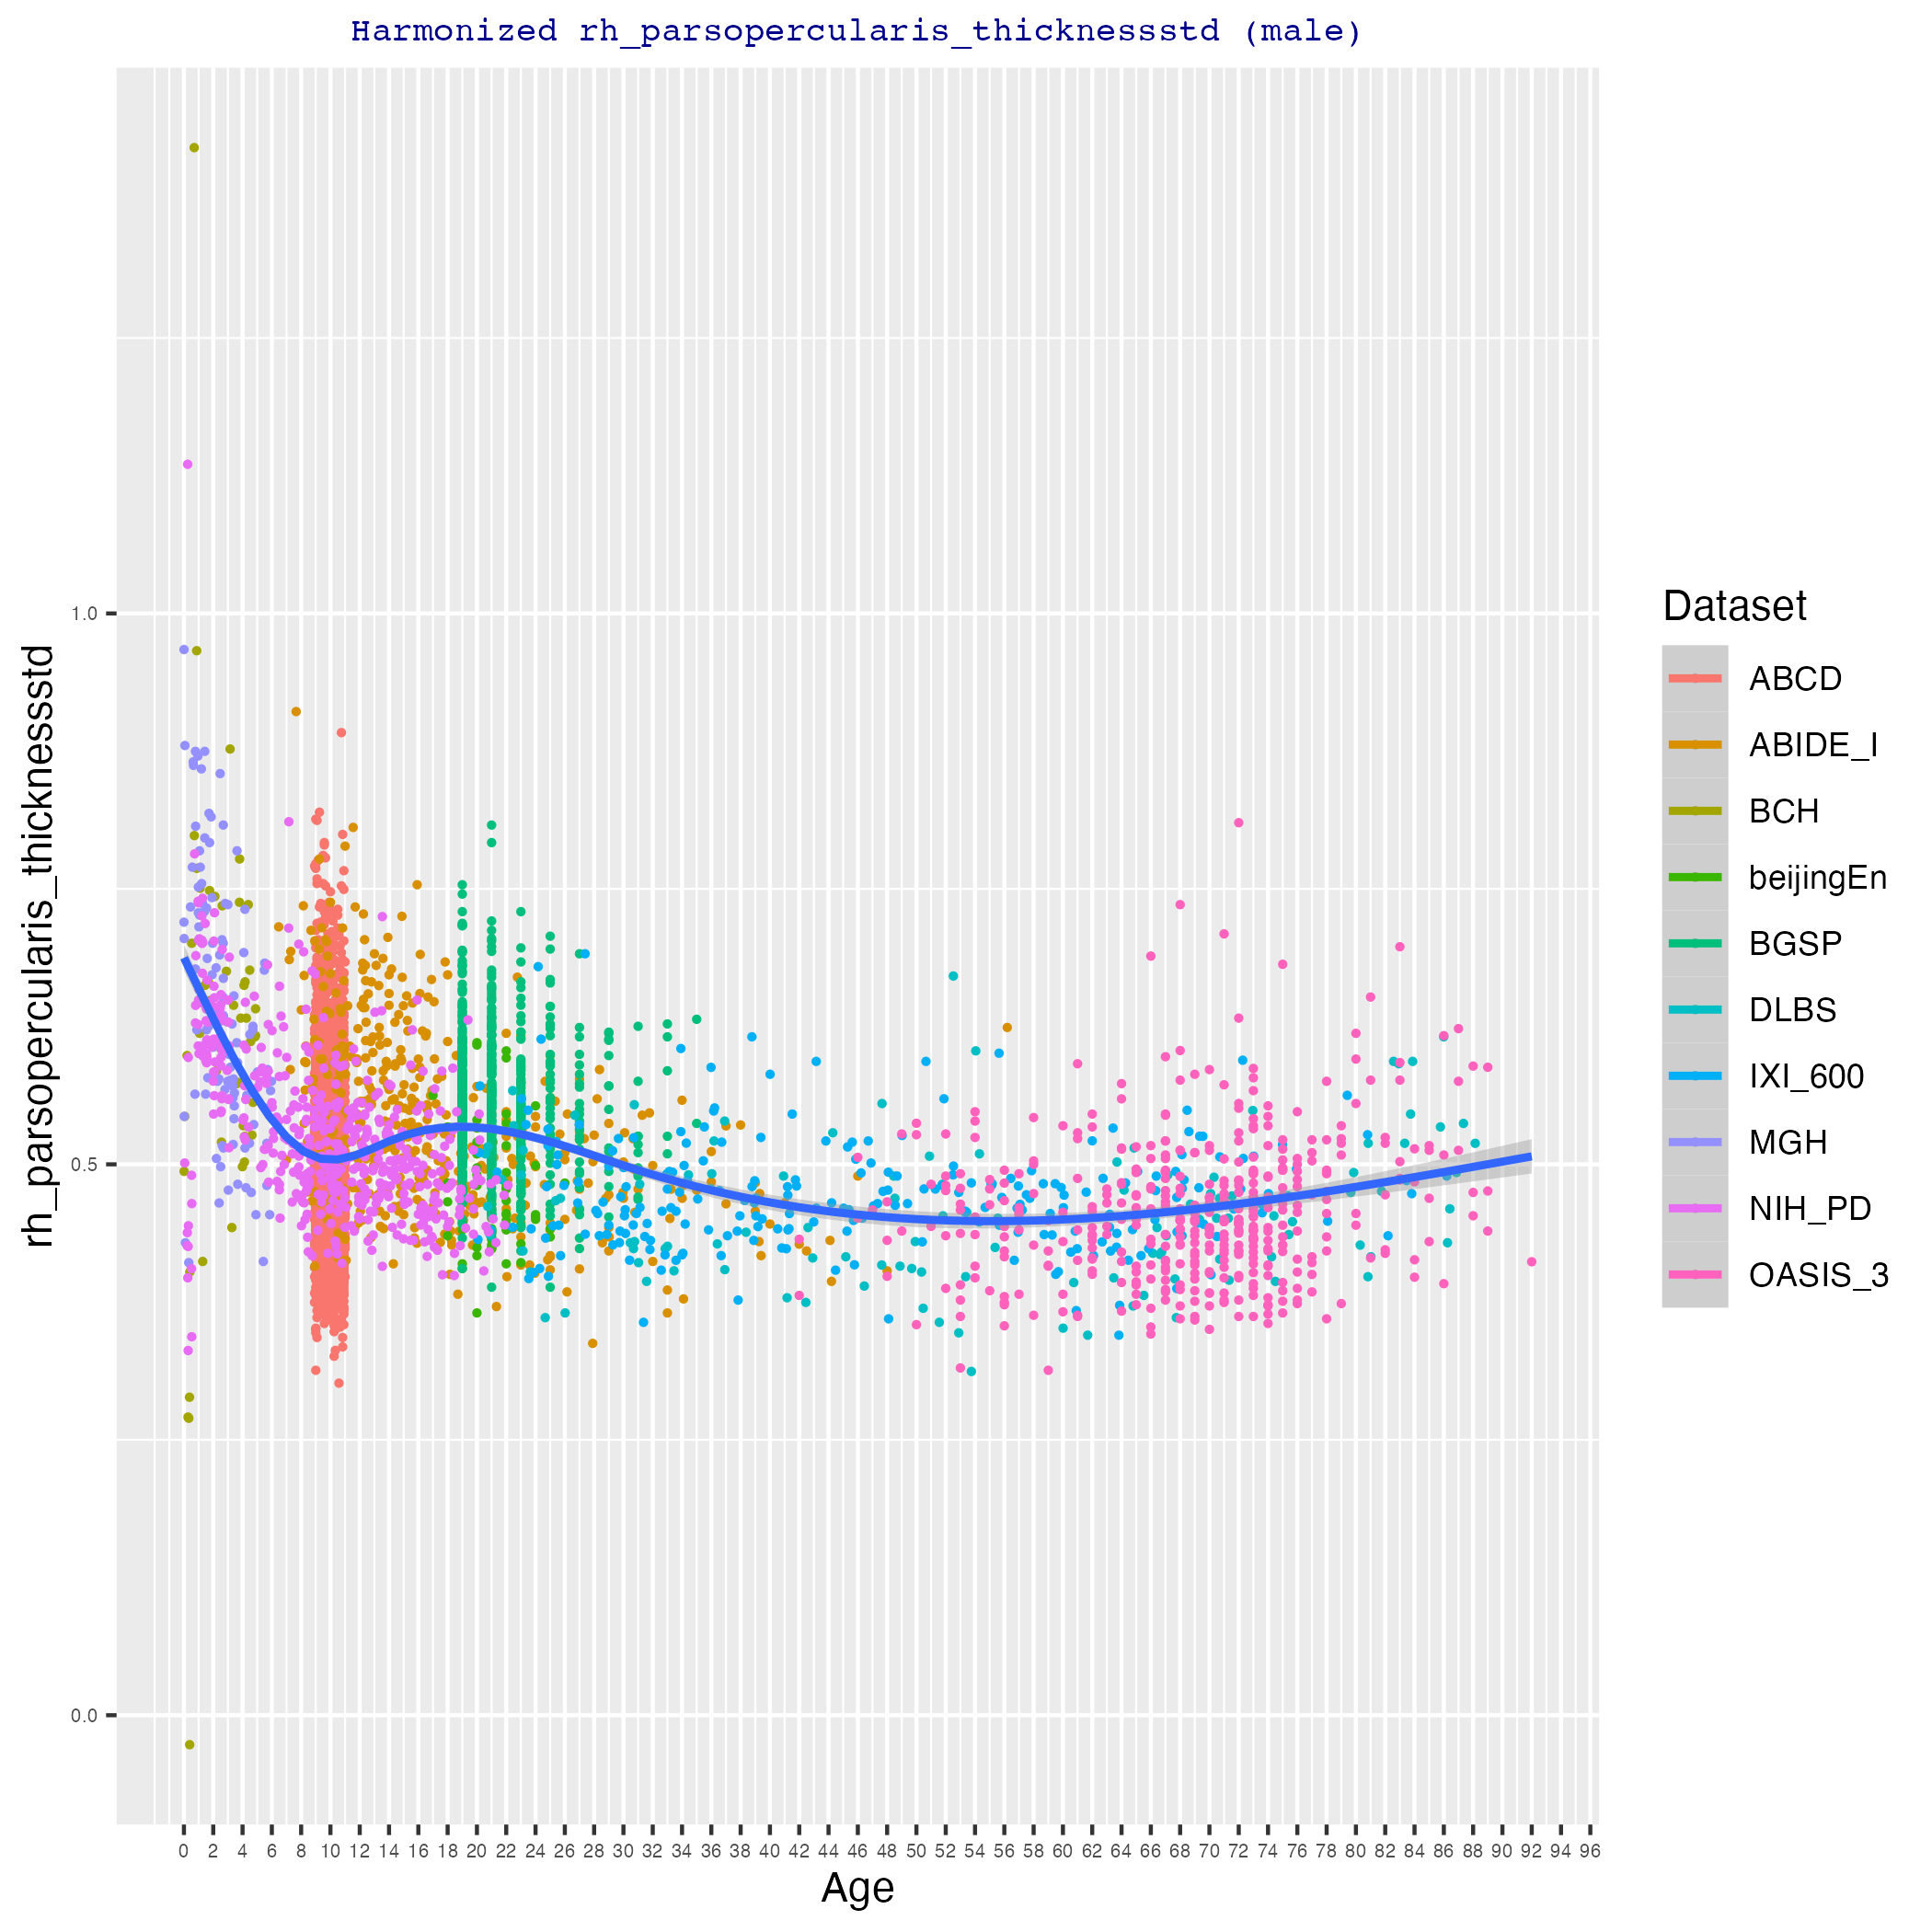 Harmonized rh_parsopercularis_thicknessstd (male)
rh_parsopercularis_thicknessstd
1.0
0.5
0.0
0 2 4 6 8 10 12 14 16 18 20 22 24 26 28 30 32 34 36 38 40 42 44 46 48 50 52 54 56 58 60 62 64 66 68 70 72 74 76 78 80 82 84 86 88 90 92 94 96
Age
Dataset
ABCD
ABIDE_I
BCH
beijingEn
BGSP
DLBS
IXI_600
MGH
NIH_PD
OASIS_3